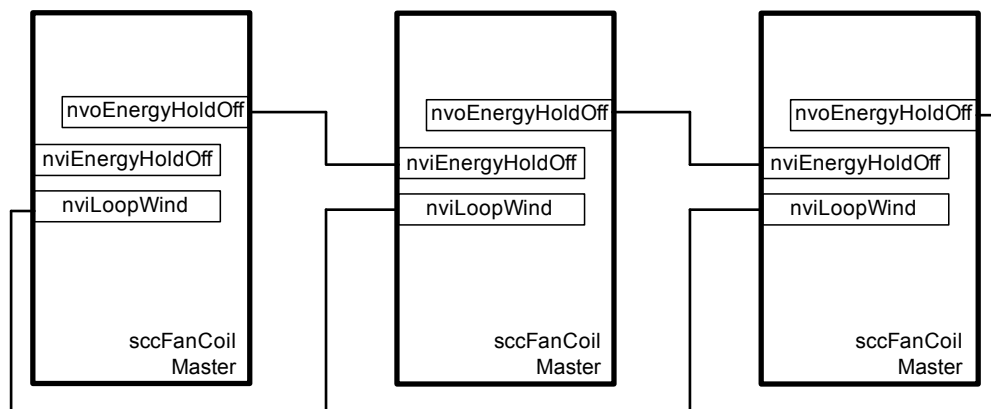 nvoEnergyHoldOff
nviEnergyHoldOff
nviLoopWind
sccFanCoil
Master
nvoEnergyHoldOff
nviEnergyHoldOff
nviLoopWind
sccFanCoil
Master
nvoEnergyHoldOff
nviEnergyHoldOff
nviLoopWind
sccFanCoil
Master